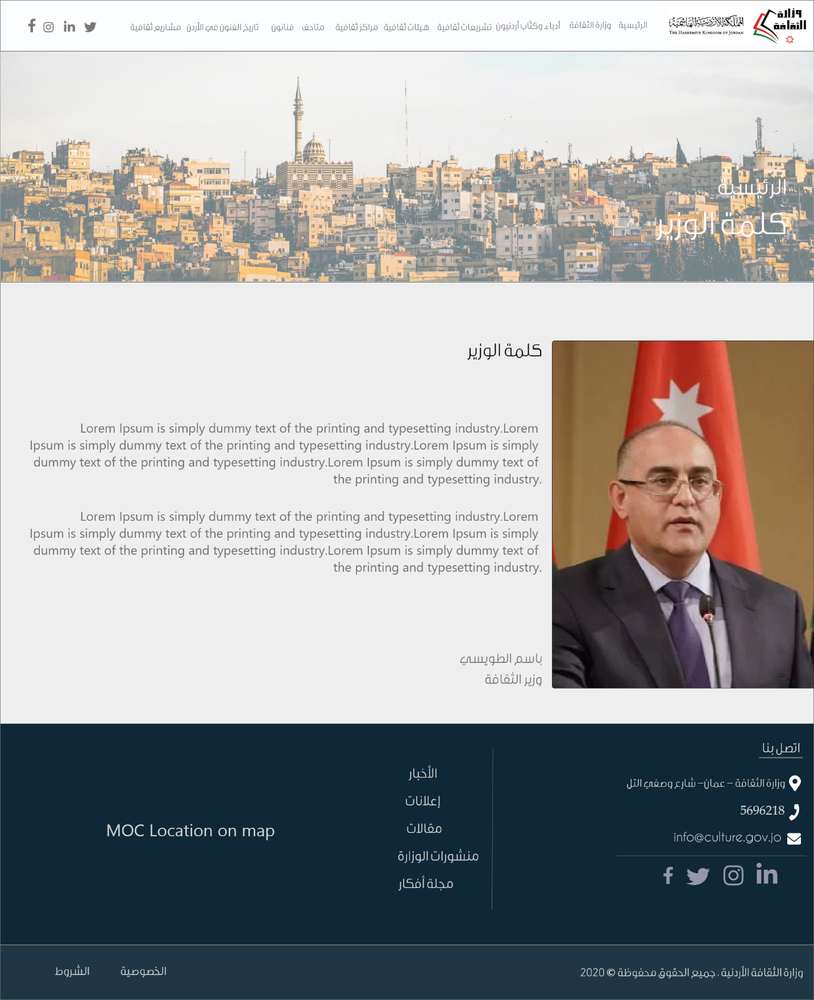 وزارة
الثقافة
المملكة الأردنية الهاشمية
THE HASHEMITE KINGDOM OF JORDAN
الرئيسية
وزارة الثقافة
أدباء وكتّاب أردنيون
تشريعات ثقافية
هيئات ثقافية
مراكز ثقافية
متاحف
فنانون
تاريخ الفنون في الأردن
مشاريع ثقافية
الرئيسية
كلمة الوزير
كلمة الوزير
Lorem Ipsum is simply dummy text of the printing and typesetting industry.Lorem
Ipsum is simply dummy text of the printing and typesetting industry.Lorem Ipsum is simply
dummy text of the printing and typesetting industry.Lorem Ipsum is simply dummy text of
the printing and typesetting industry.
Lorem Ipsum is simply dummy text of the printing and typesetting industry.Lorem
Ipsum is simply dummy text of the printing and typesetting industry.Lorem Ipsum is simply
dummy text of the printing and typesetting industry.Lorem Ipsum is simply dummy text of
the printing and typesetting industry.
باسم الطويسي
وزير الثقافة
اتصل بنا
وزارة الثقافة – عمان– شارع وصفي التل
5696218
info@culture.gov.jo
الأخبار
إعلانات
مقالات
منشورات الوزارة
مجلة أفكار
MOC Location on map
وزارة الثقافة الأردنية . جميع الحقوق محفوظة © 2020
الخصوصية
الشروط